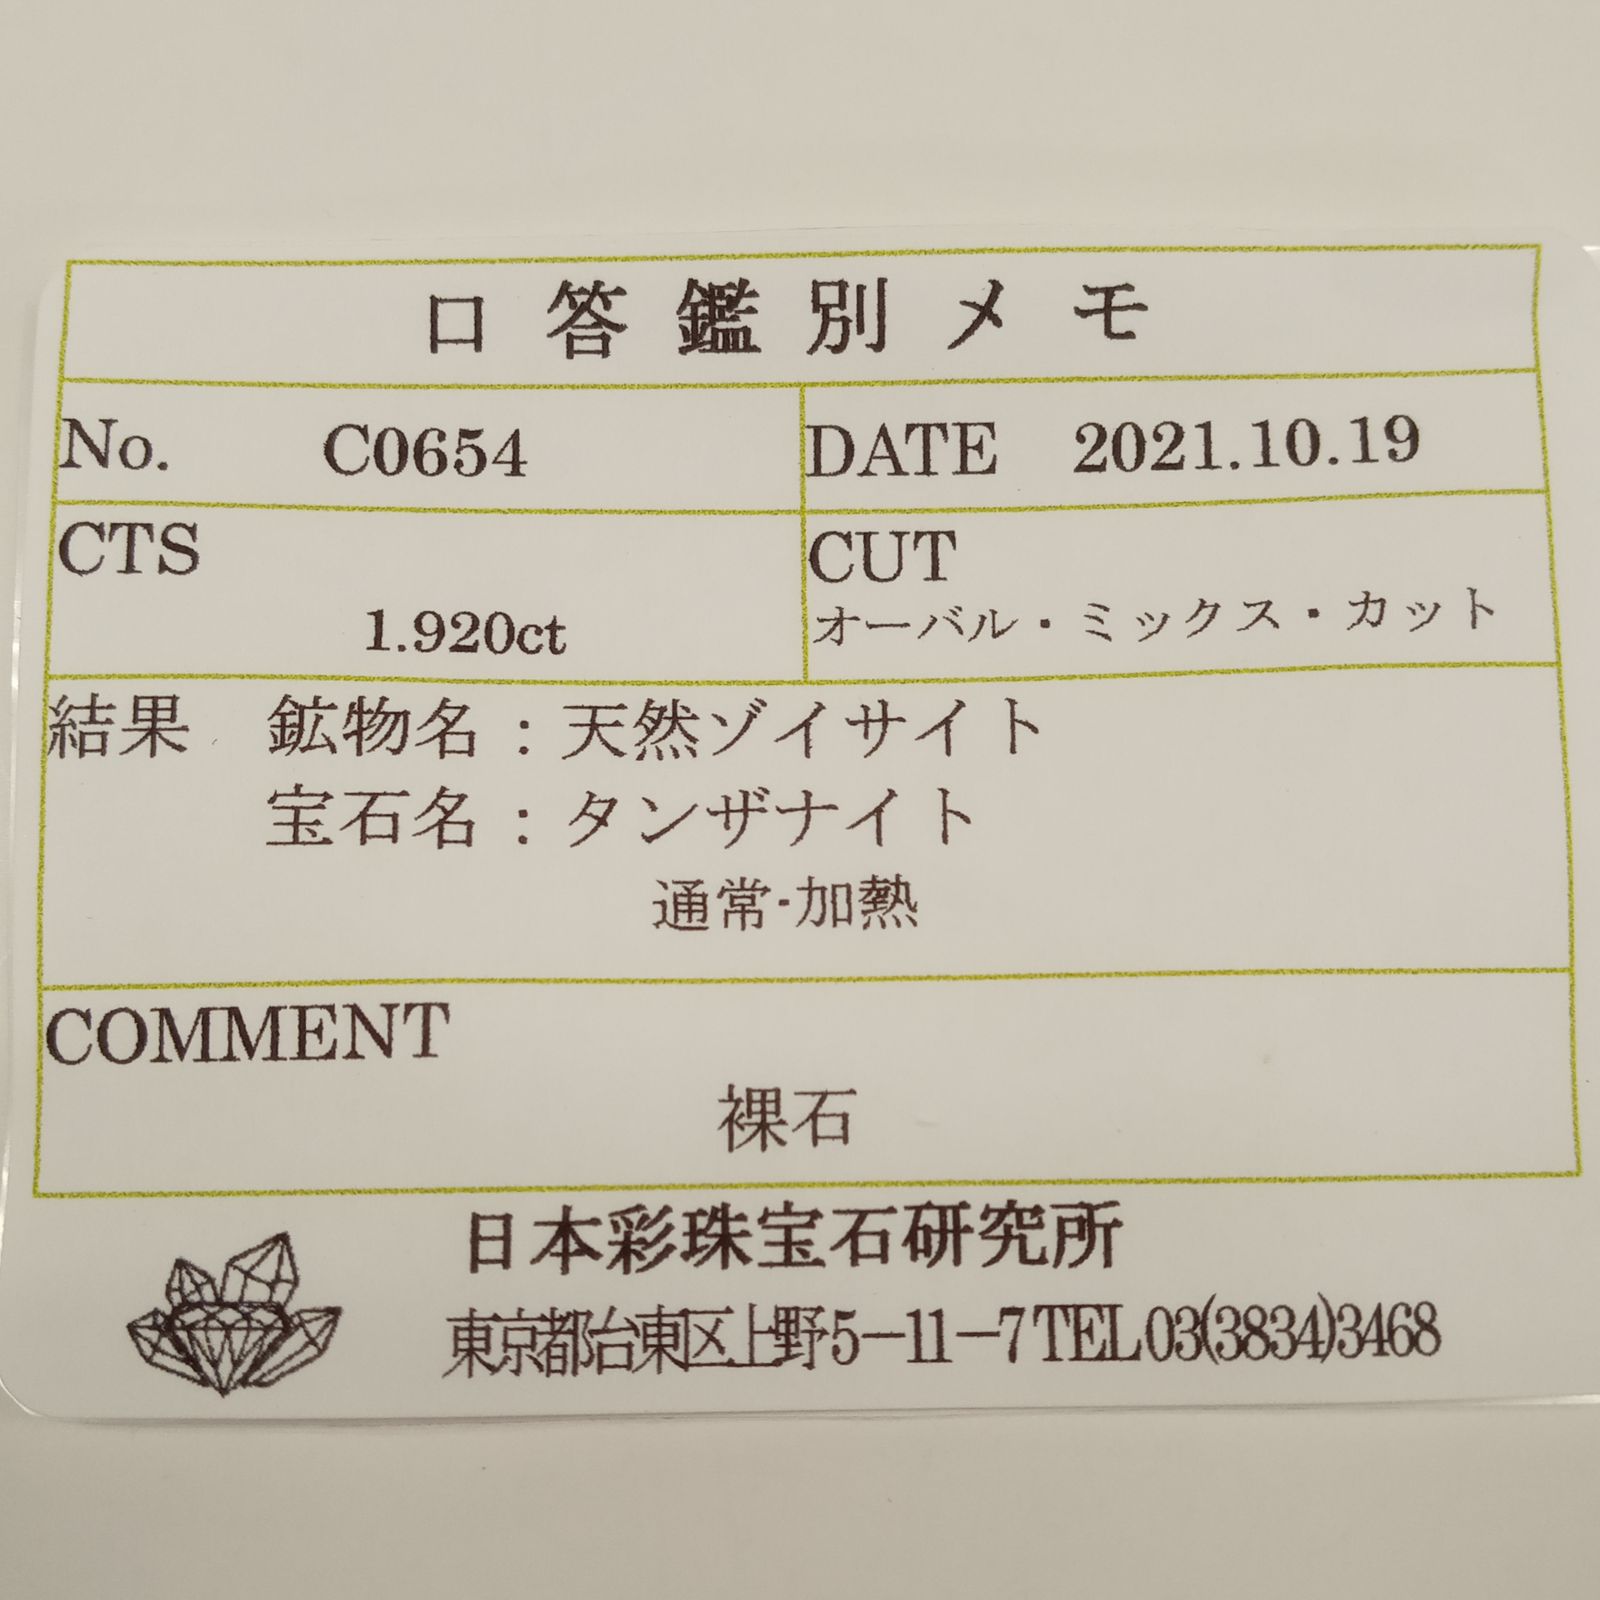 口答鑑別メモ
No. C0654 DATE 2021.10.19
CTS CUT
1.920ct オーバル・ミックス・カット
結果 鉱物名：天然ゾイサイト
宝石名：タンザナイト
通常・加熱
COMMENT
裸石
日本彩珠宝石研究所
東京都台東区上野5－11－7 TEL03(3834)3468